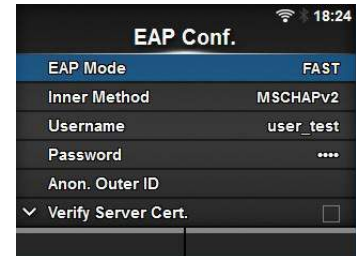 18:24
EAP Conf.
EAP Mode FAST
Inner Method MSCHAPv2
Username user_test
Password ••••
Anon. Outer ID
Verify Server Cert.